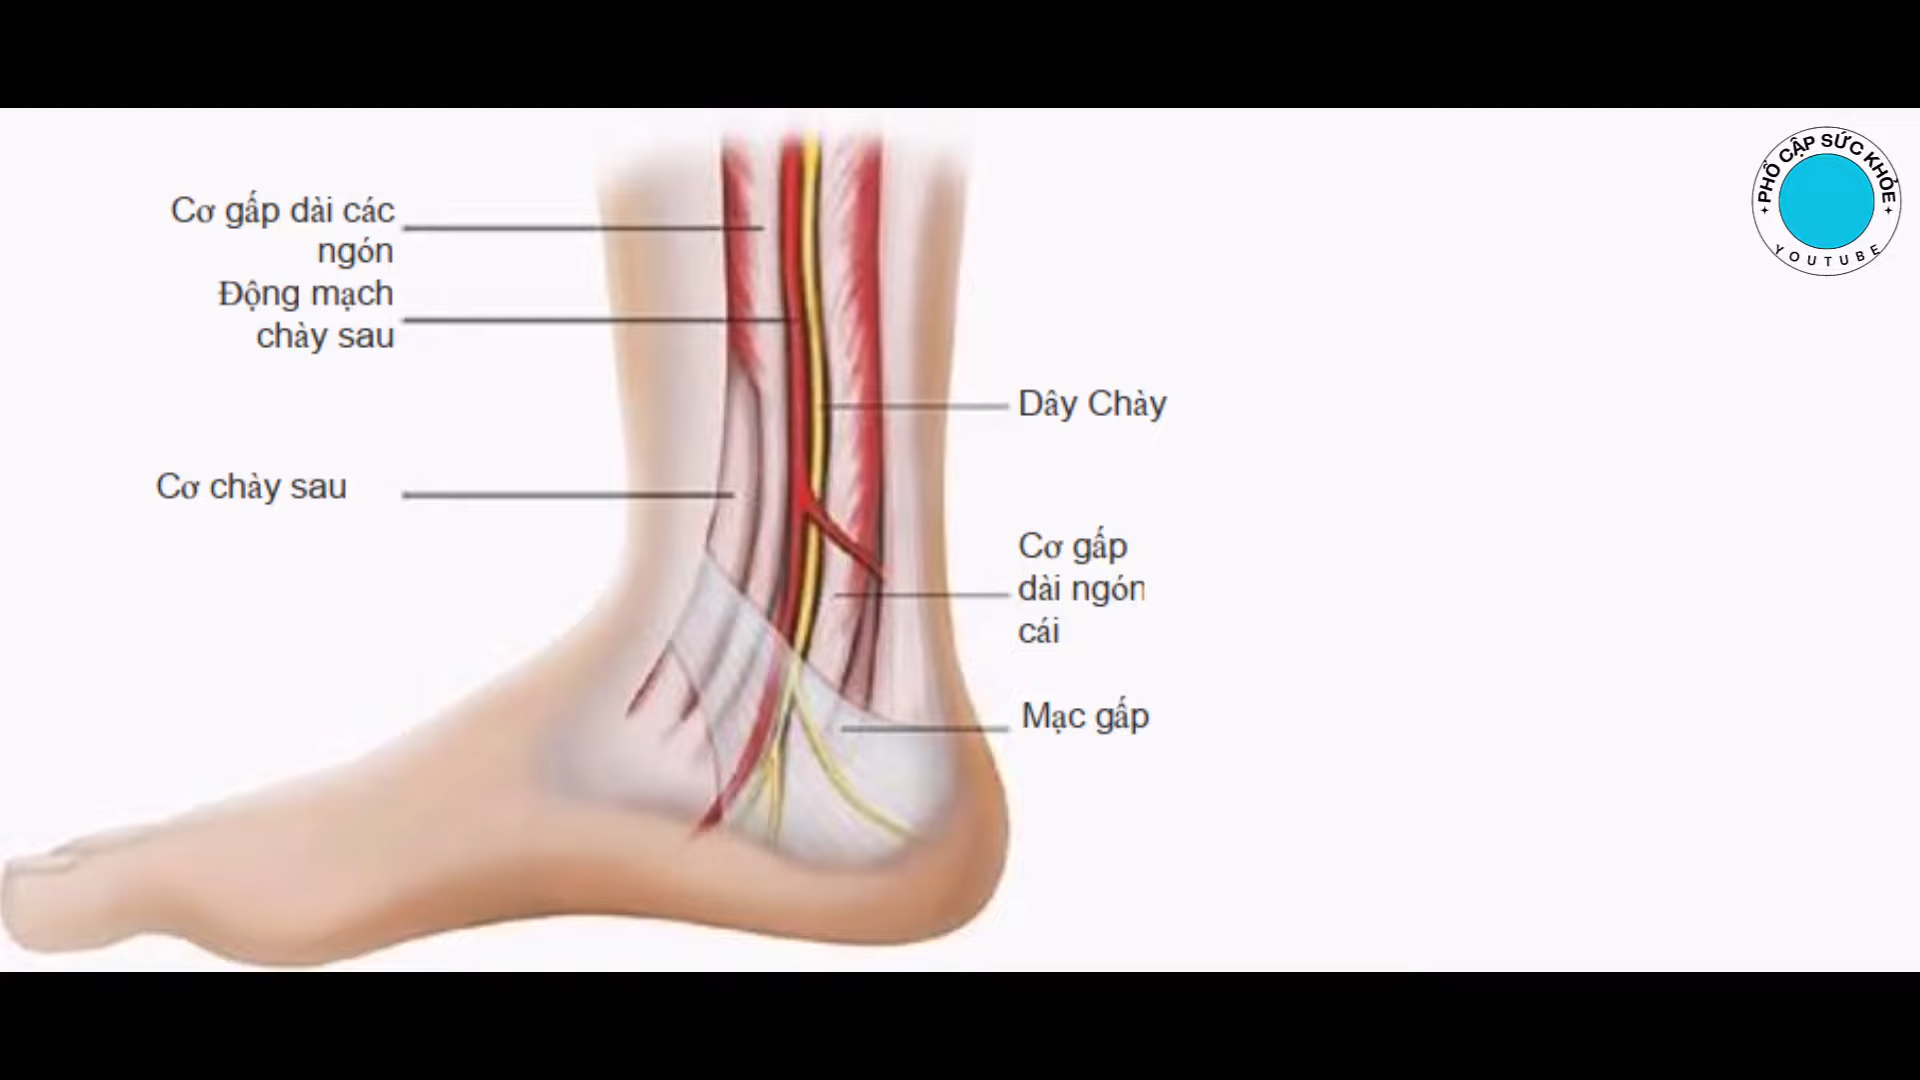 Cơ gấp dài các
ngón
Động mạch
chày sau
Cơ chày sau
Dây Chày
Cơ gấp
dài ngón
cái
Mạc gấp
PHỔ CẬP SỨC KHỎE
YOUTUBE